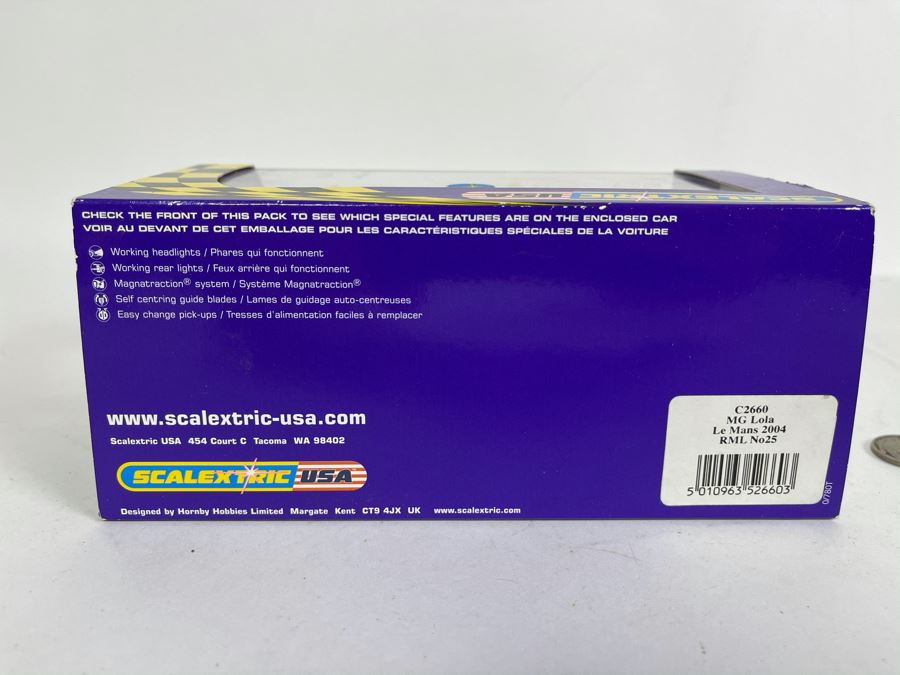 SCALEXTRIC USA
SCALEXTRIC USA
CHECK THE FRONT OF THIS PACK TO SEE WHICH SPECIAL FEATURES ARE ON THE ENCLOSED CAR
VOIR AU DEVANT DE CET EMBALLAGE POUR LES CARACTÉRISTIQUES SPÉCIALES DE LA VOITURE
Working headlights / Phares qui fonctionnent
Working rear lights / Feux arrière qui fonctionnent
Magnatraction® system / Système Magnatraction®
Self centring guide blades / Lames de guidage auto-centreuses
Easy change pick-ups / Tresses d'alimentation faciles à remplacer
www.scalextric-usa.com
Scalextric USA 454 Court C Tacoma WA 98402
SCALEXTRIC USA
Designed by Hornby Hobbies Limited Margate Kent CT9 4JX UK www.scalextric.com
C2660
MG Lola
Le Mans 2004
RML No25
5 010963 526603